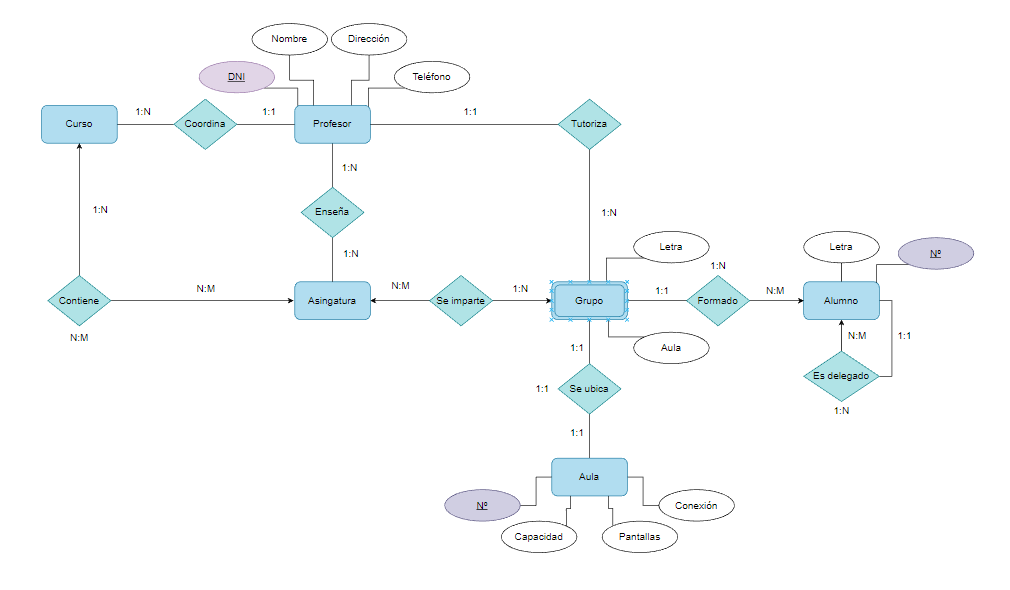 Nombre
Dirección
DNI
Teléfono
Curso
1:N
Coordina
1:1
Profesor
1:1
Tutoriza
1:N
1:N
Enseña
1:N
1:N
Letra
Letra
Nº
1:N
1:N
Contiene
N:M
N:M
Asingatura
N:M
Se imparte
1:N
Grupo
1:1
Formado
N:M
Alumno
N:M
1:1
Aula
1:1
1:1
Se ubica
Es delegado
1:N
1:1
Aula
Nº
Conexión
Capacidad
Pantallas